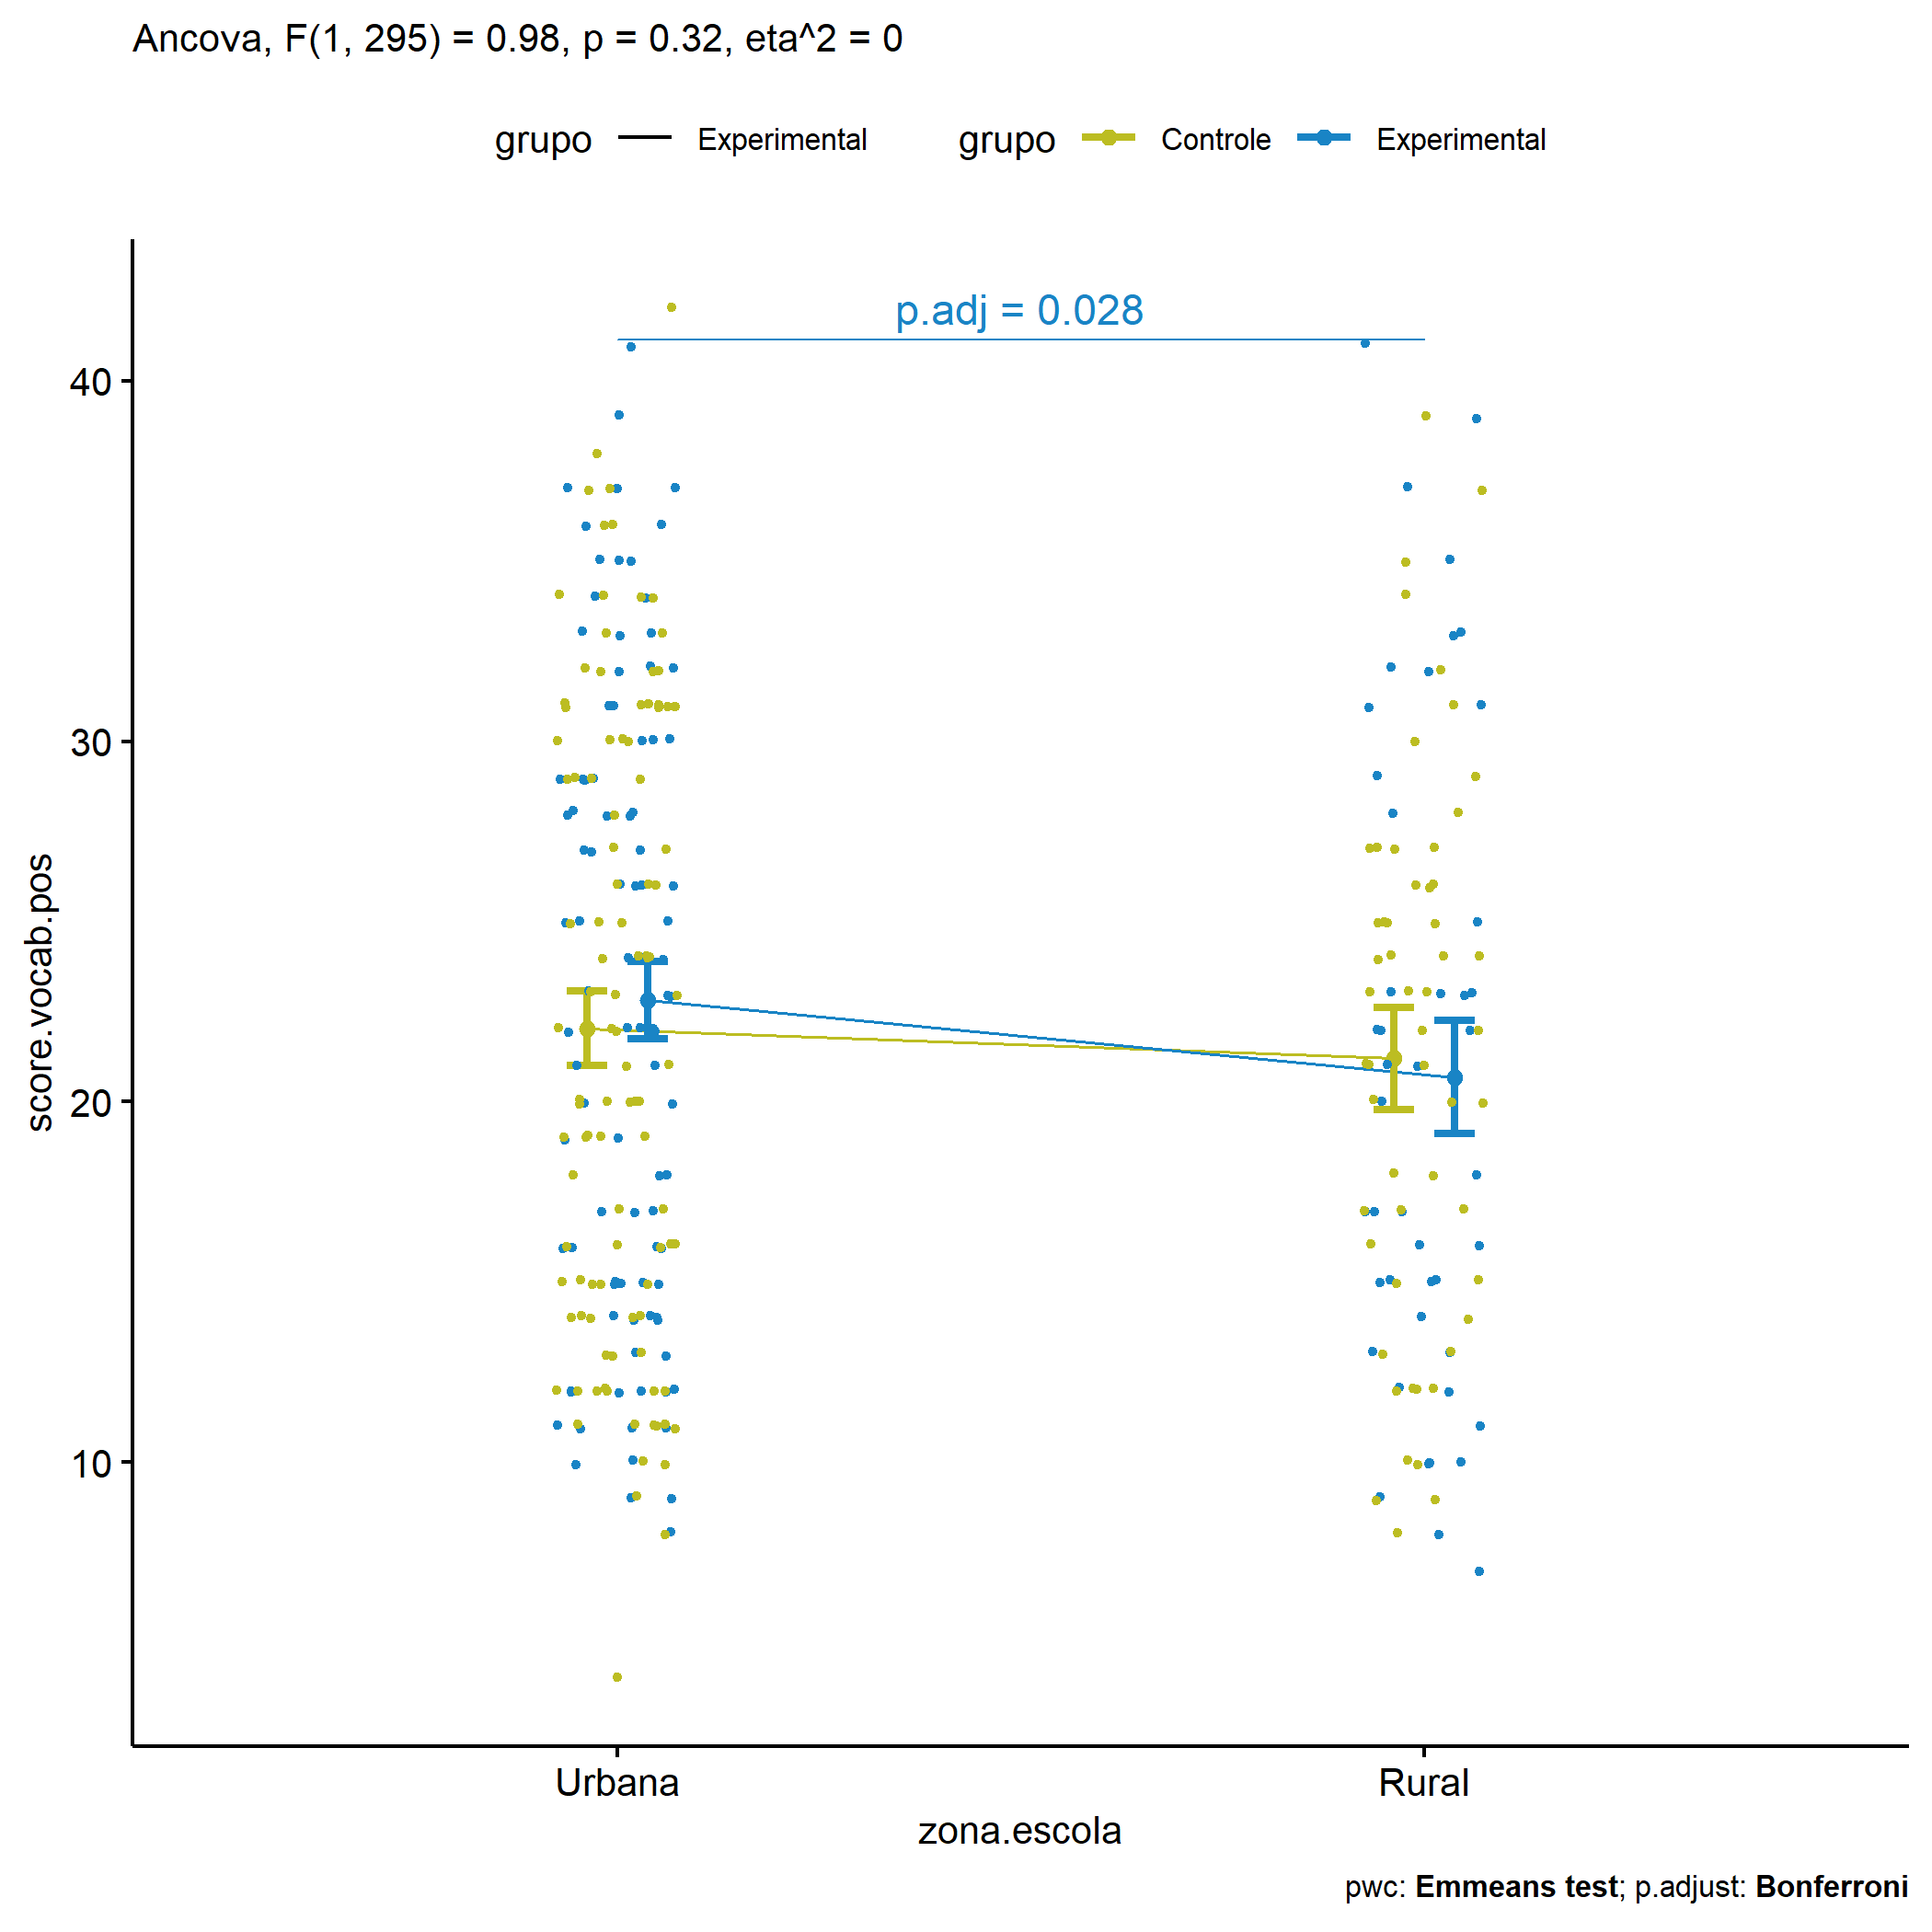 Ancova, F(1, 295) = 0.98, p = 0.32, eta^2 = 0
grupo Experimental grupo Controle Experimental
p.adj = 0.028
40
30
20
10
score.vocab.pos
Urbana Rural
zona.escola
pwc: Emmeans test; p.adjust: Bonferroni